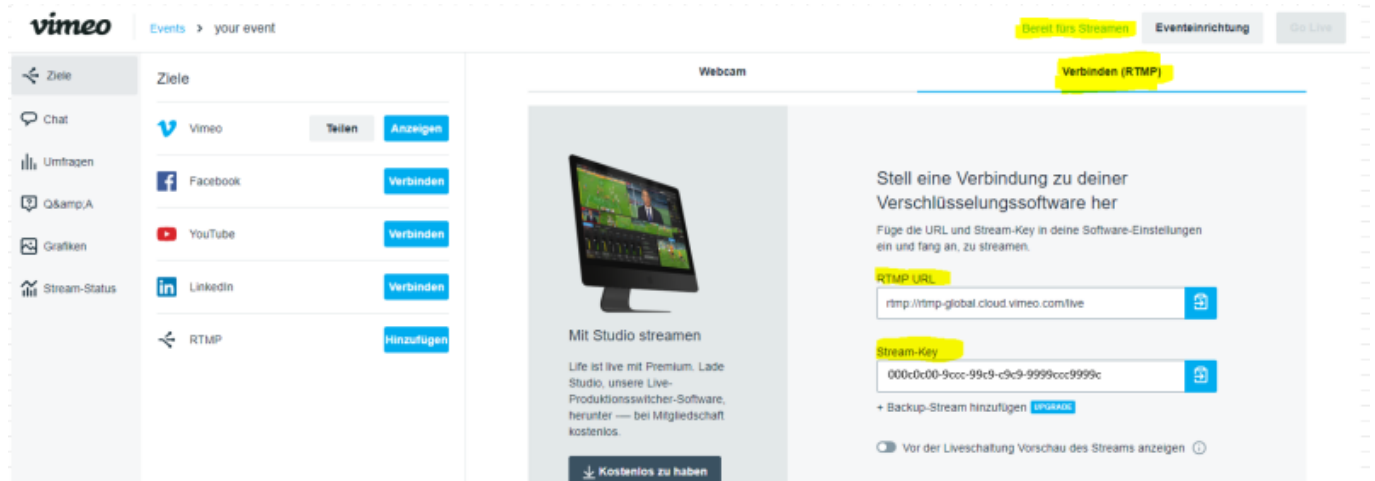 vimeo
Events > your event
Bereit fürs Streamen
Eventeinrichtung
Go Live
Ziele
Chat
Umfragen
Q&amp;A
Grafiken
Stream-Status
Ziele
Vimeo Teilen Anzeigen
Facebook Verbinden
YouTube Verbinden
LinkedIn Verbinden
RTMP Hinzufügen
Webcam
Verbinden (RTMP)
Mit Studio streamen
Life ist live mit Premium. Lade
Studio, unsere Live-
Produktionsswitcher-Software,
herunter — bei Mitgliedschaft
kostenlos.
Kostenlos zu haben
Stell eine Verbindung zu deiner
Verschlüsselungssoftware her
Füge die URL und Stream-Key in deine Software-Einstellungen
ein und fang an, zu streamen.
RTMP URL
rtmp://rtmp-global.cloud.vimeo.com/live
Stream-Key
000c0c00-9ccc-99c9-c9c9-9999ccc9999c
+ Backup-Stream hinzufügen UPGRADE
Vor der Liveschaltung Vorschau des Streams anzeigen